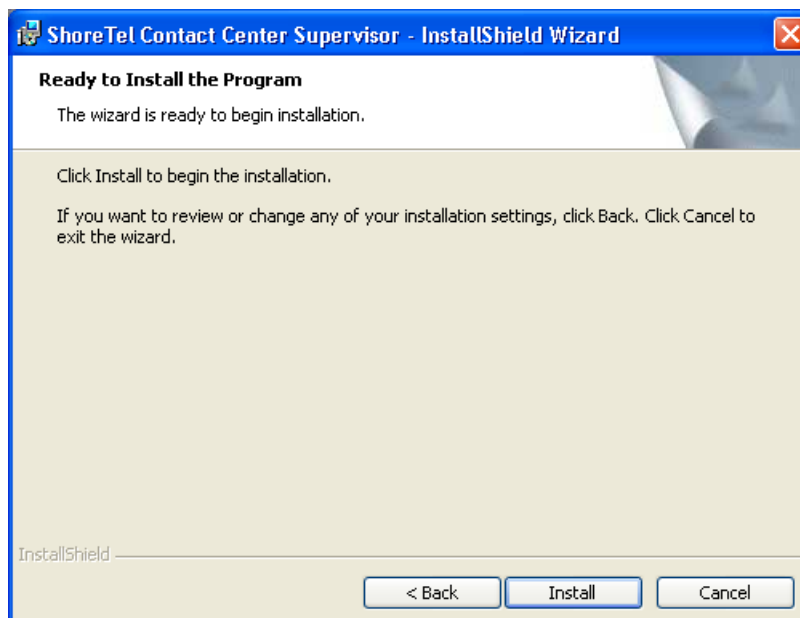 ShoreTel Contact Center Supervisor - InstallShield Wizard
Ready to Install the Program
The wizard is ready to begin installation.
Click Install to begin the installation.
If you want to review or change any of your installation settings, click Back. Click Cancel to
exit the wizard.
InstallShield
< Back Install Cancel